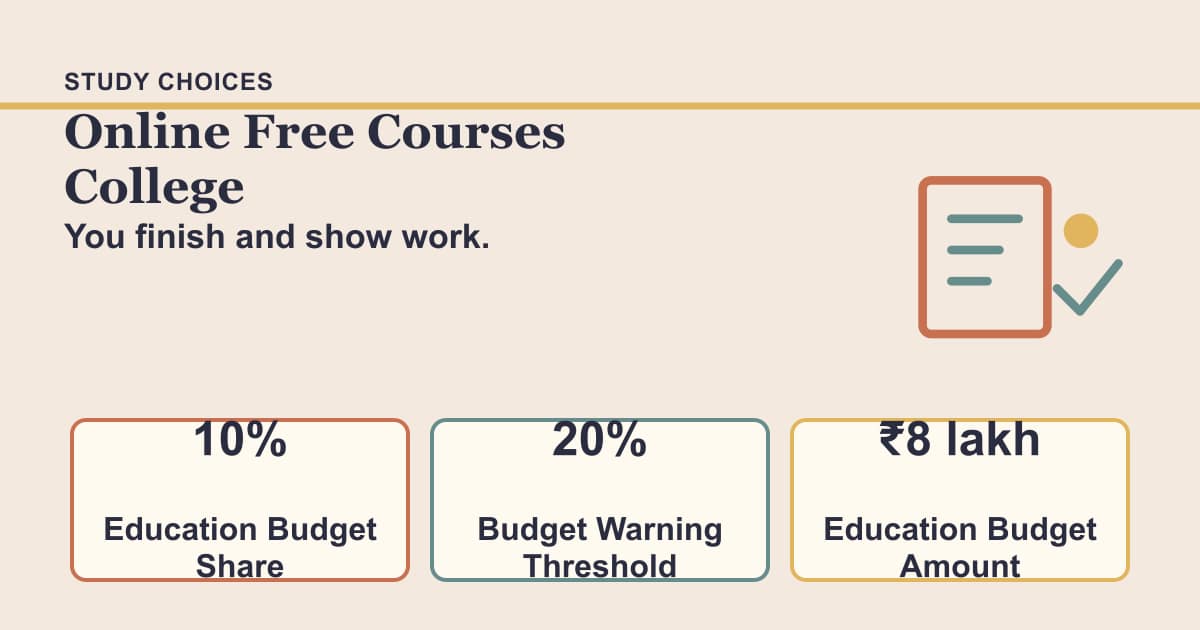 STUDY CHOICES
Online Free Courses
College
You finish and show work.
10%
Education Budget
Share
20%
Budget Warning
Threshold
₹8 lakh
Education Budget
Amount